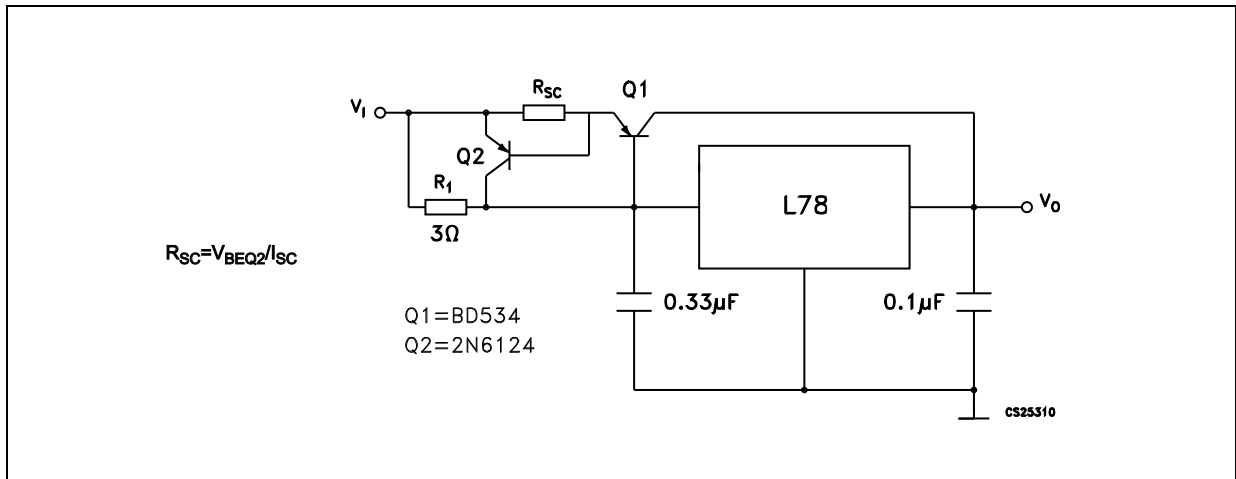 R_SC
Q1
V_I
Q2
R_1
3Ω
L78
V_O
R_SC=V_BEQ2/I_SC
0.33µF
0.1µF
Q1=BD534
Q2=2N6124
CS25310